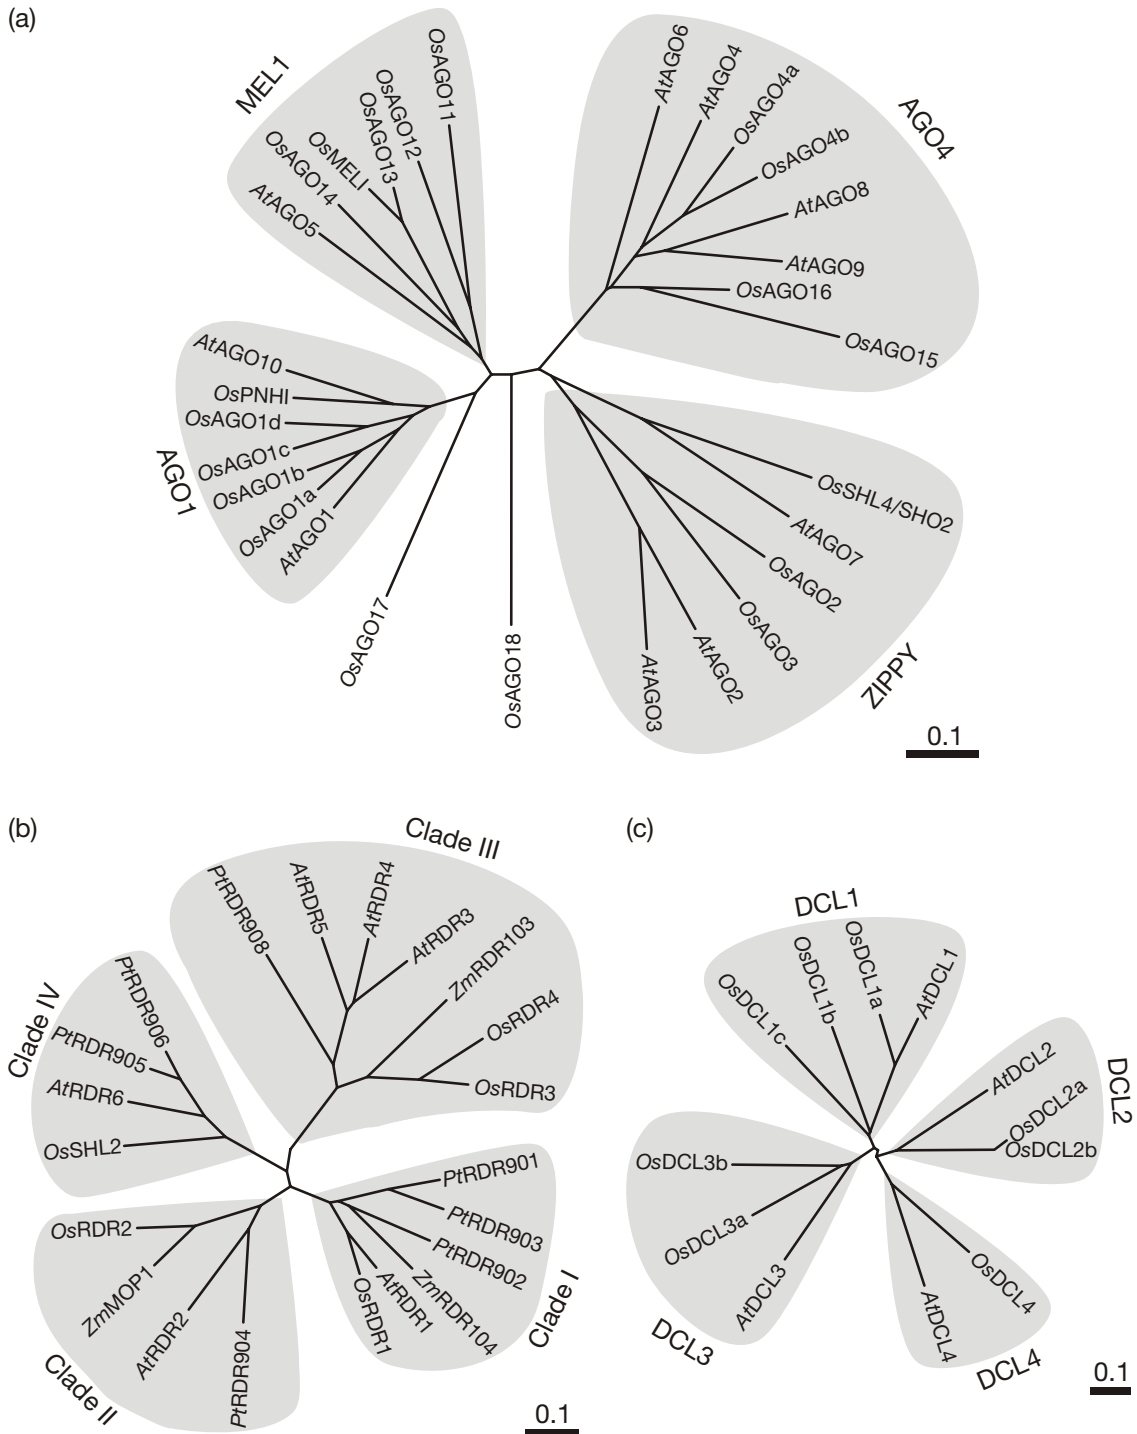 (a)
MEL1
OsAGO11
OsAGO12
OsAGO13
OsMELI
OsAGO14
AtAGO5
AtAGO6
AtAGO4
OsAGO4a
OsAGO4b
AtAGO8
AtAGO9
OsAGO16
OsAGO15
AGO4
AtAGO10
OsPNHI
OsAGO1d
OsAGO1c
OsAGO1b
OsAGO1a
AtAGO1
AGO1
OsAGO17
OsAGO18
OsSHL4/SHO2
AtAGO7
OsAGO2
OsAGO3
AtAGO2
AtAGO3
ZIPPY
0.1
(b)
Clade III
PtRDR908
AtRDR5
AtRDR4
AtRDR3
ZmRDR103
OsRDR4
OsRDR3
Clade IV
PtRDR906
PtRDR905
AtRDR6
OsSHL2
OsRDR2
ZmMOP1
AtRDR2
PtRDR904
Clade II
PtRDR901
PtRDR903
PtRDR902
ZmRDR104
AtRDR1
OsRDR1
Clade I
0.1
(c)
DCL1
OsDCL1c
OsDCL1b
OsDCL1a
AtDCL1
AtDCL2
OsDCL2a
OsDCL2b
DCL2
OsDCL3b
OsDCL3a
AtDCL3
DCL3
OsDCL4
AtDCL4
DCL4
0.1